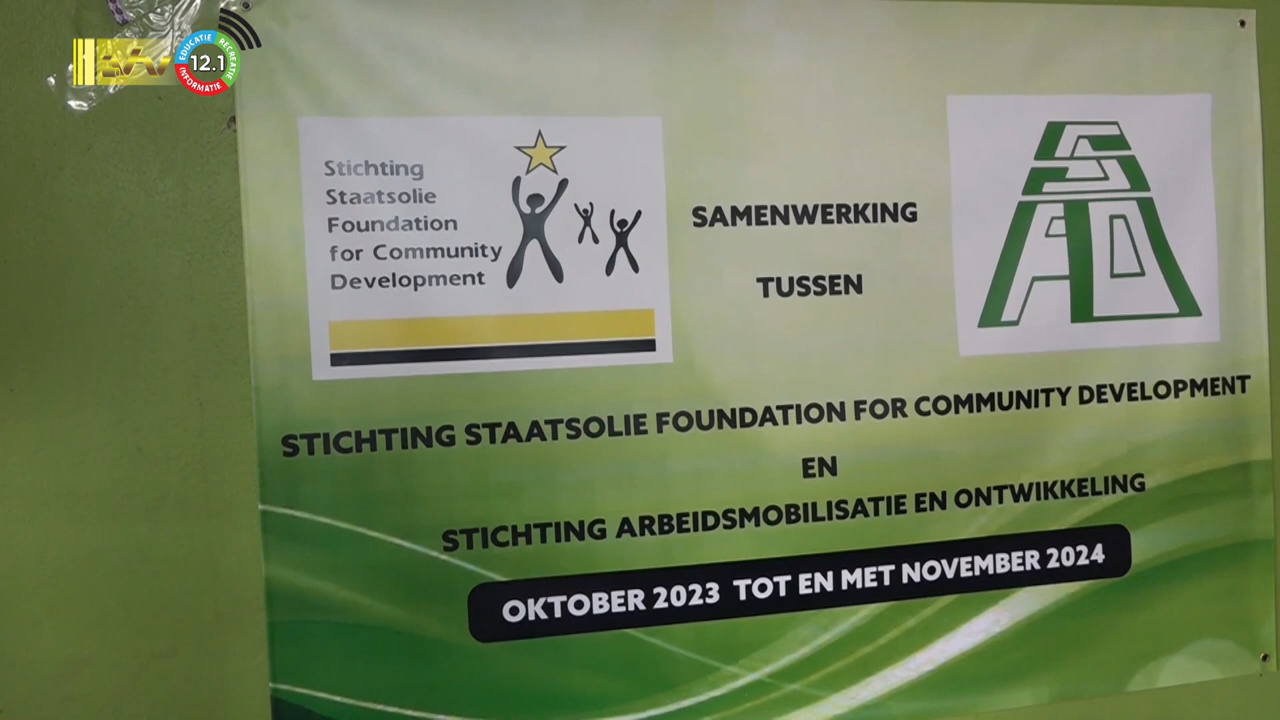 EDUCATIE RECREATIE INFORMATIE
12.1
Stichting
Staatsolie
Foundation
for Community
Development
SAMENWERKING
TUSSEN
SAO
STICHTING STAATSOLIE FOUNDATION FOR COMMUNITY DEVELOPMENT
EN
STICHTING ARBEIDSMOBILISATIE EN ONTWIKKELING
OKTOBER 2023 TOT EN MET NOVEMBER 2024